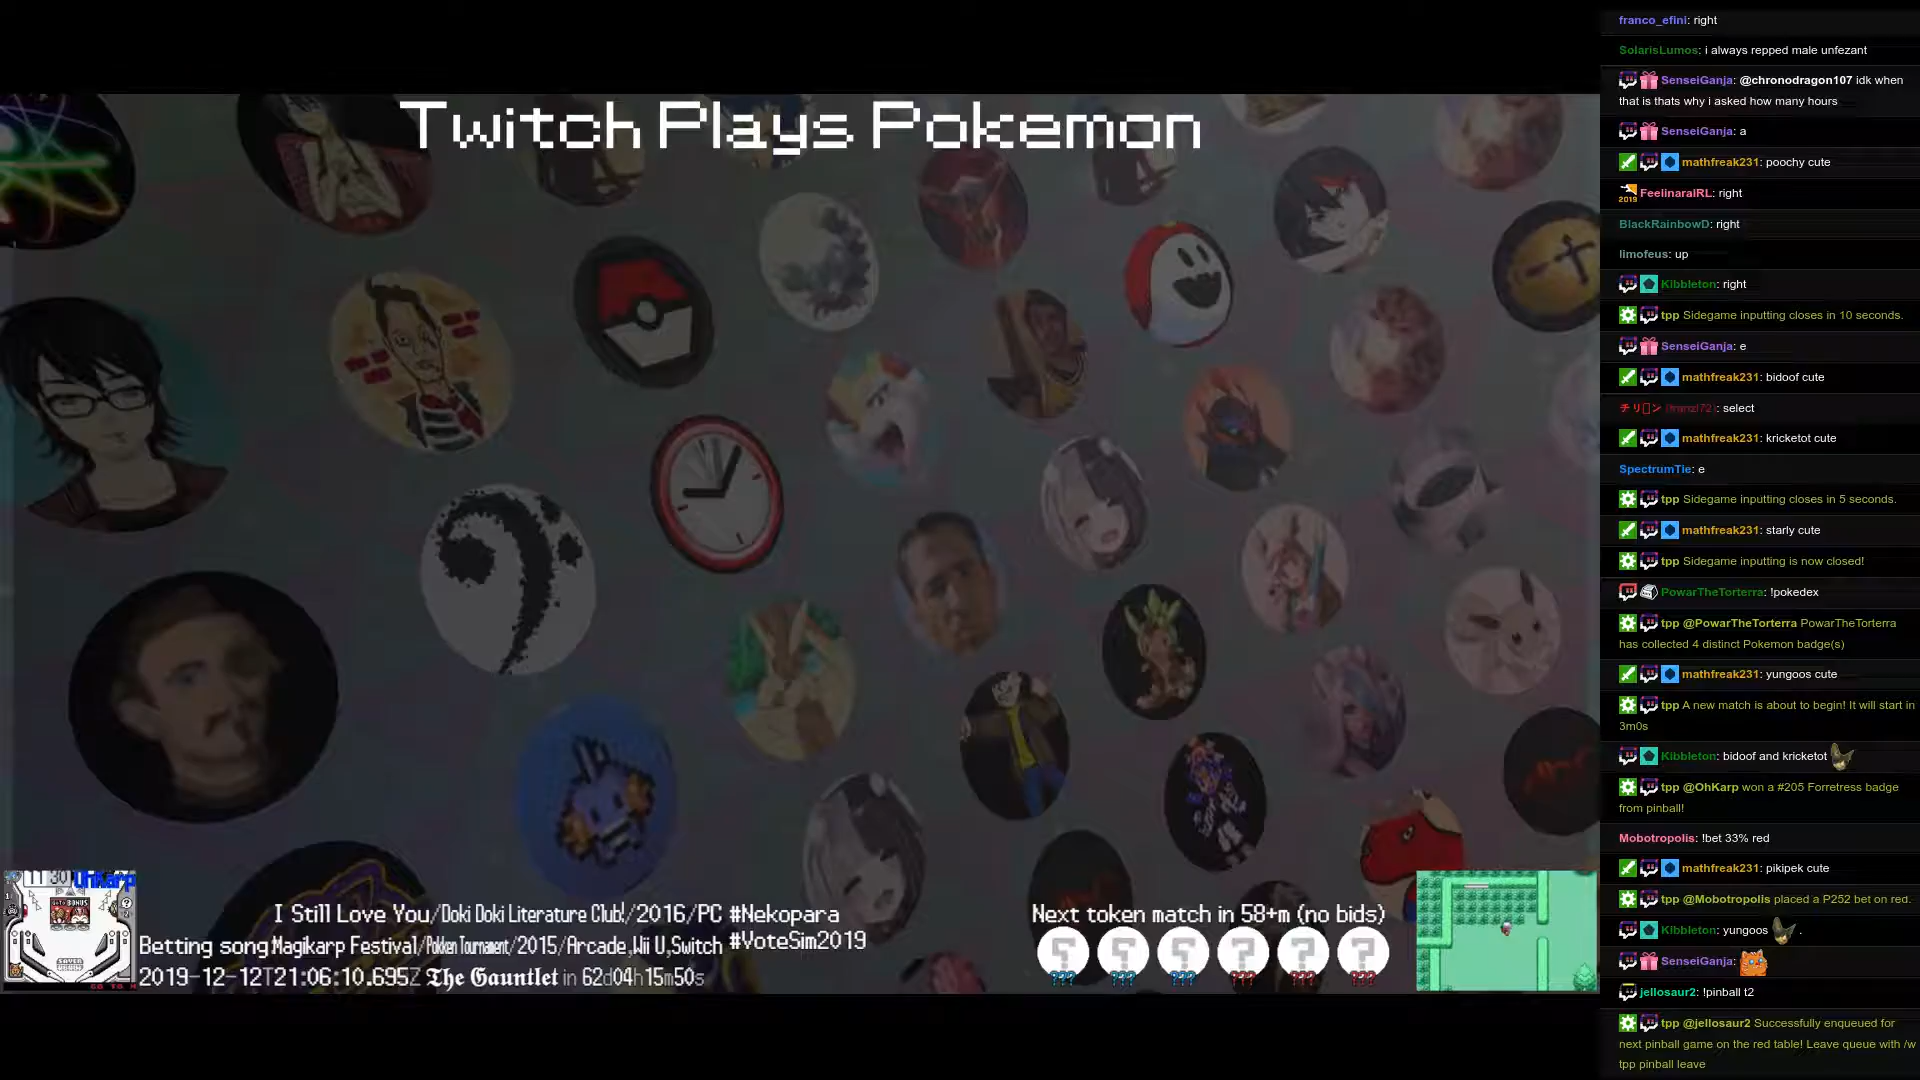 Twitch Plays Pokemon
I Still Love You/Doki Doki Literature Club!/2016/PC #Nekopara
Betting song Magikarp Festival/Pokken Tournament/2015/Arcade,Wii U,Switch #VoteSim2019
2019-12-12T21:06:10.695Z The Gauntlet in 62d04h15m50s
Next token match in 58+m (no bids)
? ? ? ? ? ?
??? ??? ??? ??? ??? ???
11 30 OhKarp
franco_efini: right
SolarisLumos: i always repped male unfezant
SenseiGanja: @chronodragon107 idk when
that is thats why i asked how many hours
SenseiGanja: a
mathfreak231: poochy cute
2019 FeelinaraIRL: right
BlackRainbowD: right
limofeus: up
Kibbleton: right
tpp Sidegame inputting closes in 10 seconds.
SenseiGanja: e
mathfreak231: bidoof cute
: select
mathfreak231: kricketot cute
SpectrumTie: e
tpp Sidegame inputting closes in 5 seconds.
mathfreak231: starly cute
tpp Sidegame inputting is now closed!
PowarTheTorterra: !pokedex
tpp @PowarTheTorterra PowarTheTorterra
has collected 4 distinct Pokemon badge(s)
mathfreak231: yungoos cute
tpp A new match is about to begin! It will start in
3m0s
Kibbleton: bidoof and kricketot
tpp @OhKarp won a #205 Forretress badge
from pinball!
Mobotropolis: !bet 33% red
mathfreak231: pikipek cute
tpp @Mobotropolis placed a P252 bet on red.
Kibbleton: yungoos .
SenseiGanja:
jellosaur2: !pinball t2
tpp @jellosaur2 Successfully enqueued for
next pinball game on the red table! Leave queue with /w
tpp pinball leave